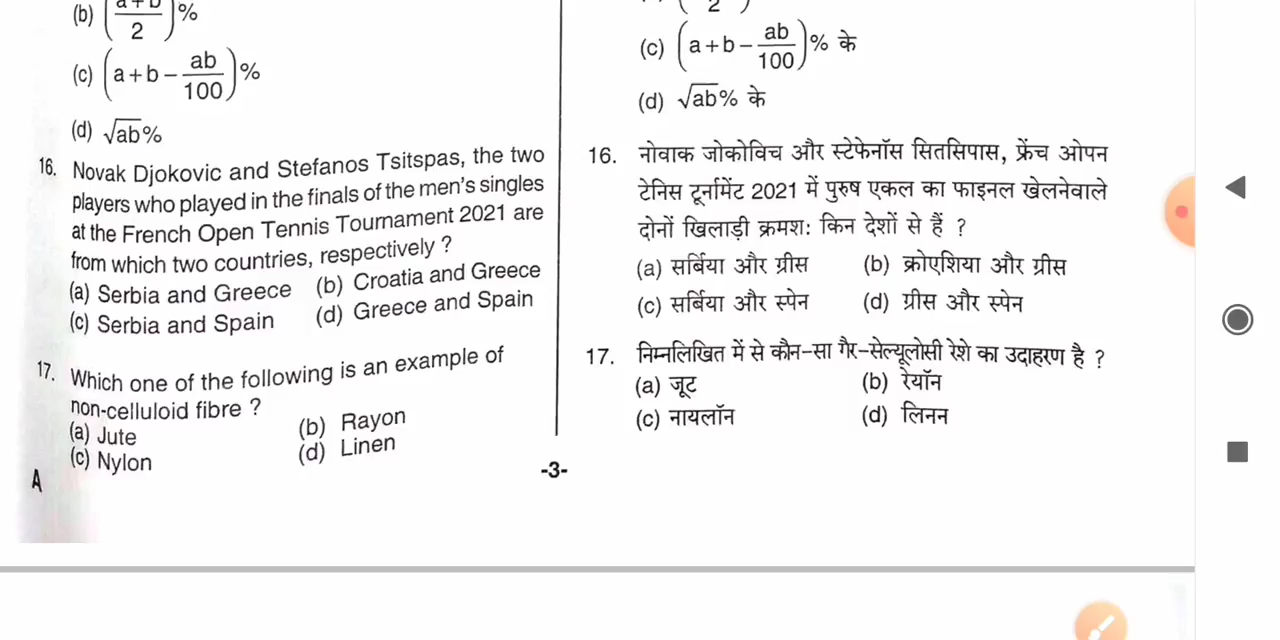 (b) (a+b/2)%
(c) (a+b−ab/100)%
(d) √ab%
16. Novak Djokovic and Stefanos Tsitspas, the two
players who played in the finals of the men's singles
at the French Open Tennis Tournament 2021 are
from which two countries, respectively ?
(a) Serbia and Greece (b) Croatia and Greece
(c) Serbia and Spain (d) Greece and Spain
17. Which one of the following is an example of
non-celluloid fibre ?
(a) Jute (b) Rayon
(c) Nylon (d) Linen
A
2
(c) (a+b−ab/100)% के
(d) √ab% के
16. नोवाक जोकोविच और स्टेफेनॉस सितसिपास, फ्रेंच ओपन
टेनिस टूर्नामेंट 2021 में पुरुष एकल का फाइनल खेलनेवाले
दोनों खिलाड़ी क्रमशः किन देशों से हैं ?
(a) सर्बिया और ग्रीस (b) क्रोएशिया और ग्रीस
(c) सर्बिया और स्पेन (d) ग्रीस और स्पेन
17. निम्नलिखित में से कौन-सा गैर-सेल्यूलोसी रेशे का उदाहरण है ?
(a) जूट (b) रेयॉन
(c) नायलॉन (d) लिनन
-3-